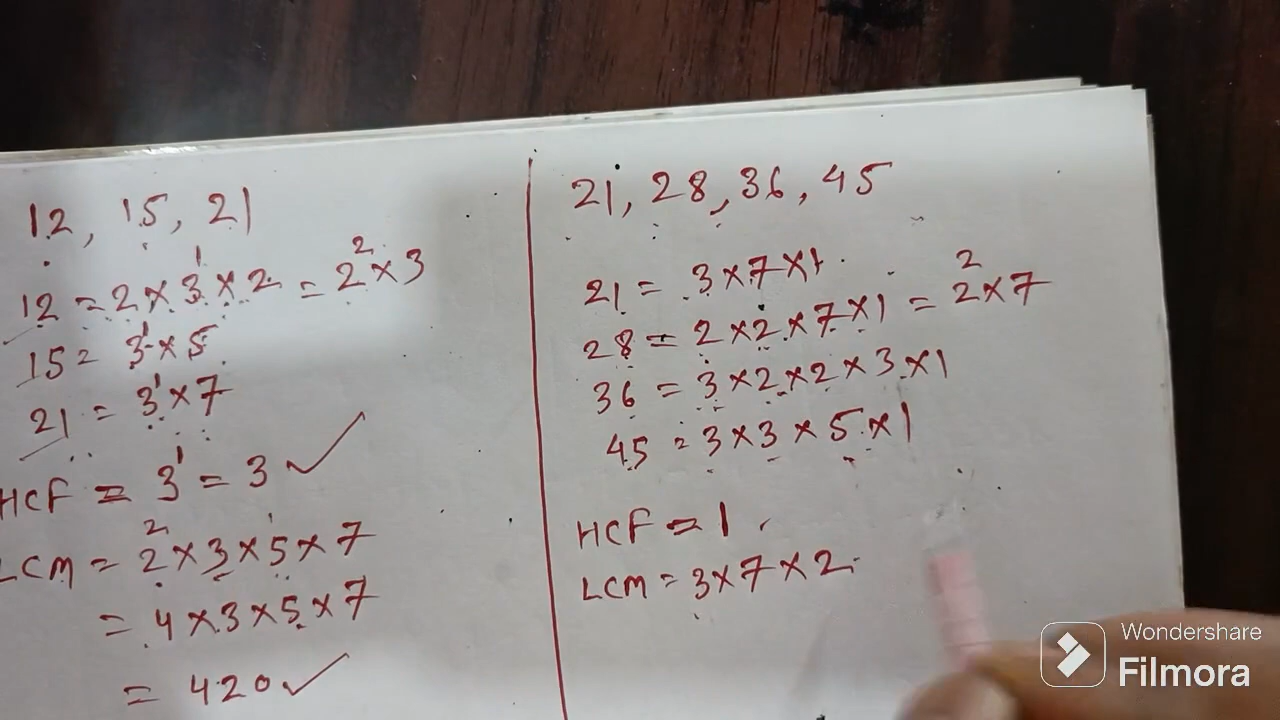 12, 15, 21
12 = 2 × 3¹ × 2 = 2² × 3
15 = 3¹ × 5
21 = 3¹ × 7
HCF = 3¹ = 3 ✓
LCM = 2² × 3 × 5¹ × 7
= 4 × 3 × 5 × 7
= 420 ✓
21, 28, 36, 45
21 = 3 × 7 × 1
28 = 2 × 2 × 7 × 1 = 2² × 7
36 = 3 × 2 × 2 × 3 × 1
45 = 3 × 3 × 5 × 1
HCF = 1
LCM = 3 × 7 × 2
Wondershare
Filmora